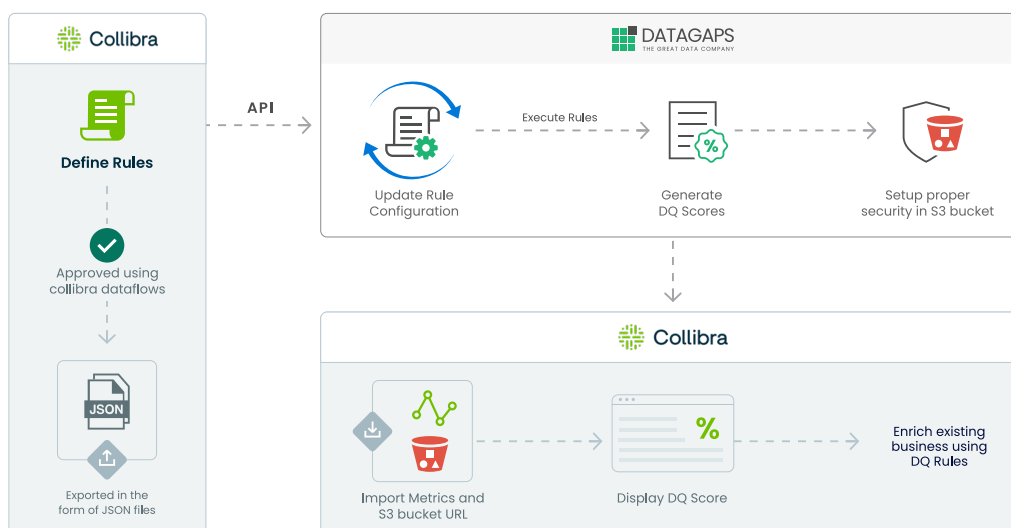 Collibra
Define Rules
Approved using
collibra dataflows
JSON
Exported in the
form of JSON files
API
DATAGAPS
THE GREAT DATA COMPANY
Update Rule
Configuration
Execute Rules
%
Generate
DQ Scores
Setup proper
security in S3 bucket
Collibra
Import Metrics and
S3 bucket URL
%
Display DQ Score
Enrich existing
business using
DQ Rules